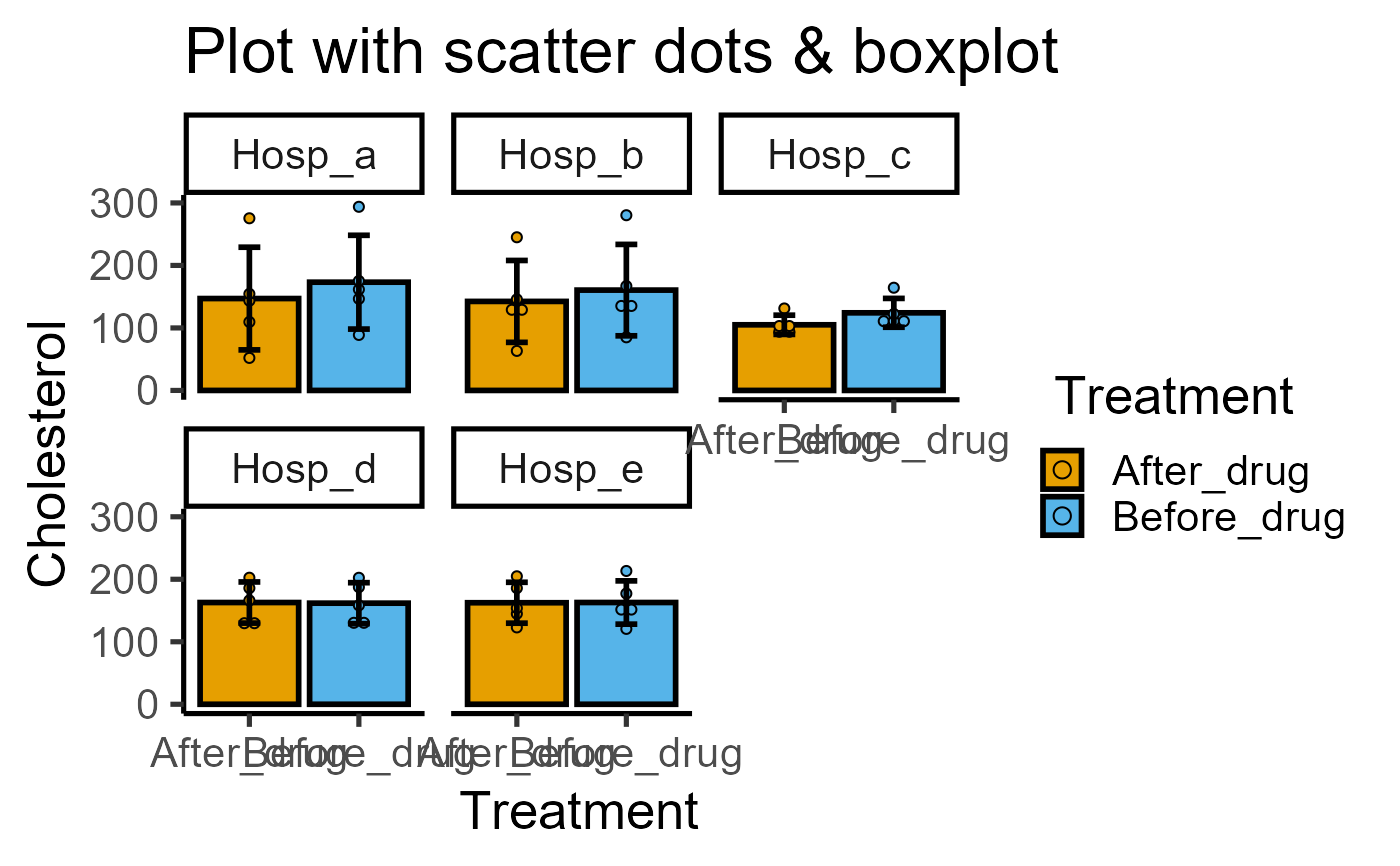 Plot with scatter dots & boxplot
Hosp_a
Hosp_b
Hosp_c
300
200
100
0
After_drug
Before_drug
Hosp_d
Hosp_e
300
200
100
0
After_drug
Before_drug
After_drug
Before_drug
Cholesterol
Treatment
Treatment
After_drug
Before_drug